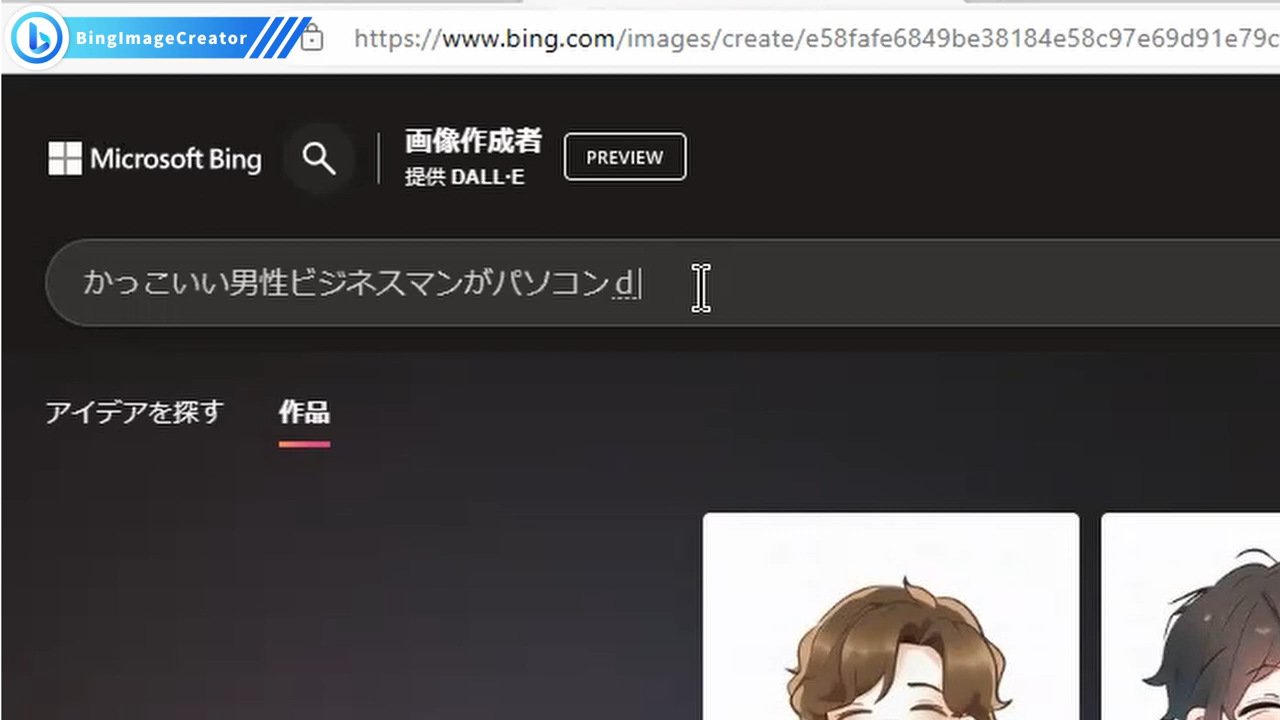 BingImageCreator
https://www.bing.com/images/create/e58fafe6849be38184e58c97e69d91e79c
Microsoft Bing
画像作成者
提供 DALL·E
PREVIEW
かっこいい男性ビジネスマンがパソコンd
アイデアを探す
作品